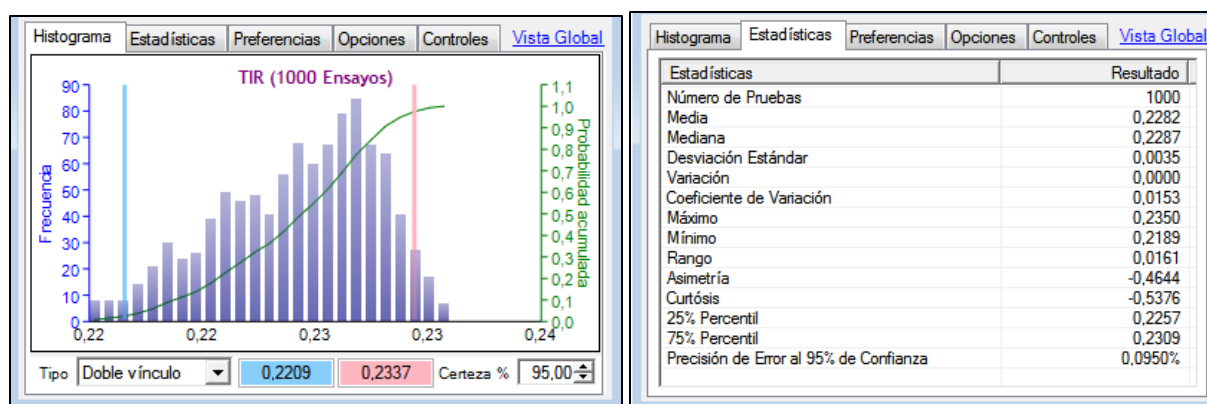 Histograma Estadísticas Preferencias Opciones Controles Vista Global
TIR (1000 Ensayos)
Frecuencia
90
80
70
60
50
40
30
20
10
0
0,22 0,22 0,23 0,23 0,24
1,1
1,0
0,9
0,8
0,7
0,6
0,5
0,4
0,3
0,2
0,1
0,0
Probabilidad acumulada
Tipo Doble vínculo 0,2209 0,2337 Certeza % 95,00
Histograma Estadísticas Preferencias Opciones Controles Vista Global
Estadísticas Resultado
Número de Pruebas 1000
Media 0,2282
Mediana 0,2287
Desviación Estándar 0,0035
Variación 0,0000
Coeficiente de Variación 0,0153
Máximo 0,2350
Mínimo 0,2189
Rango 0,0161
Asimetría -0,4644
Curtósis -0,5376
25% Percentil 0,2257
75% Percentil 0,2309
Precisión de Error al 95% de Confianza 0,0950%